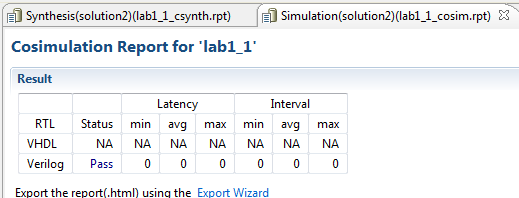 Synthesis(solution2)(lab1_1_csynth.rpt) Simulation(solution2)(lab1_1_cosim.rpt)
Cosimulation Report for 'lab1_1'
Result
Latency Interval
RTL Status min avg max min avg max
VHDL NA NA NA NA NA NA NA
Verilog Pass 0 0 0 0 0 0
Export the report(.html) using the Export Wizard